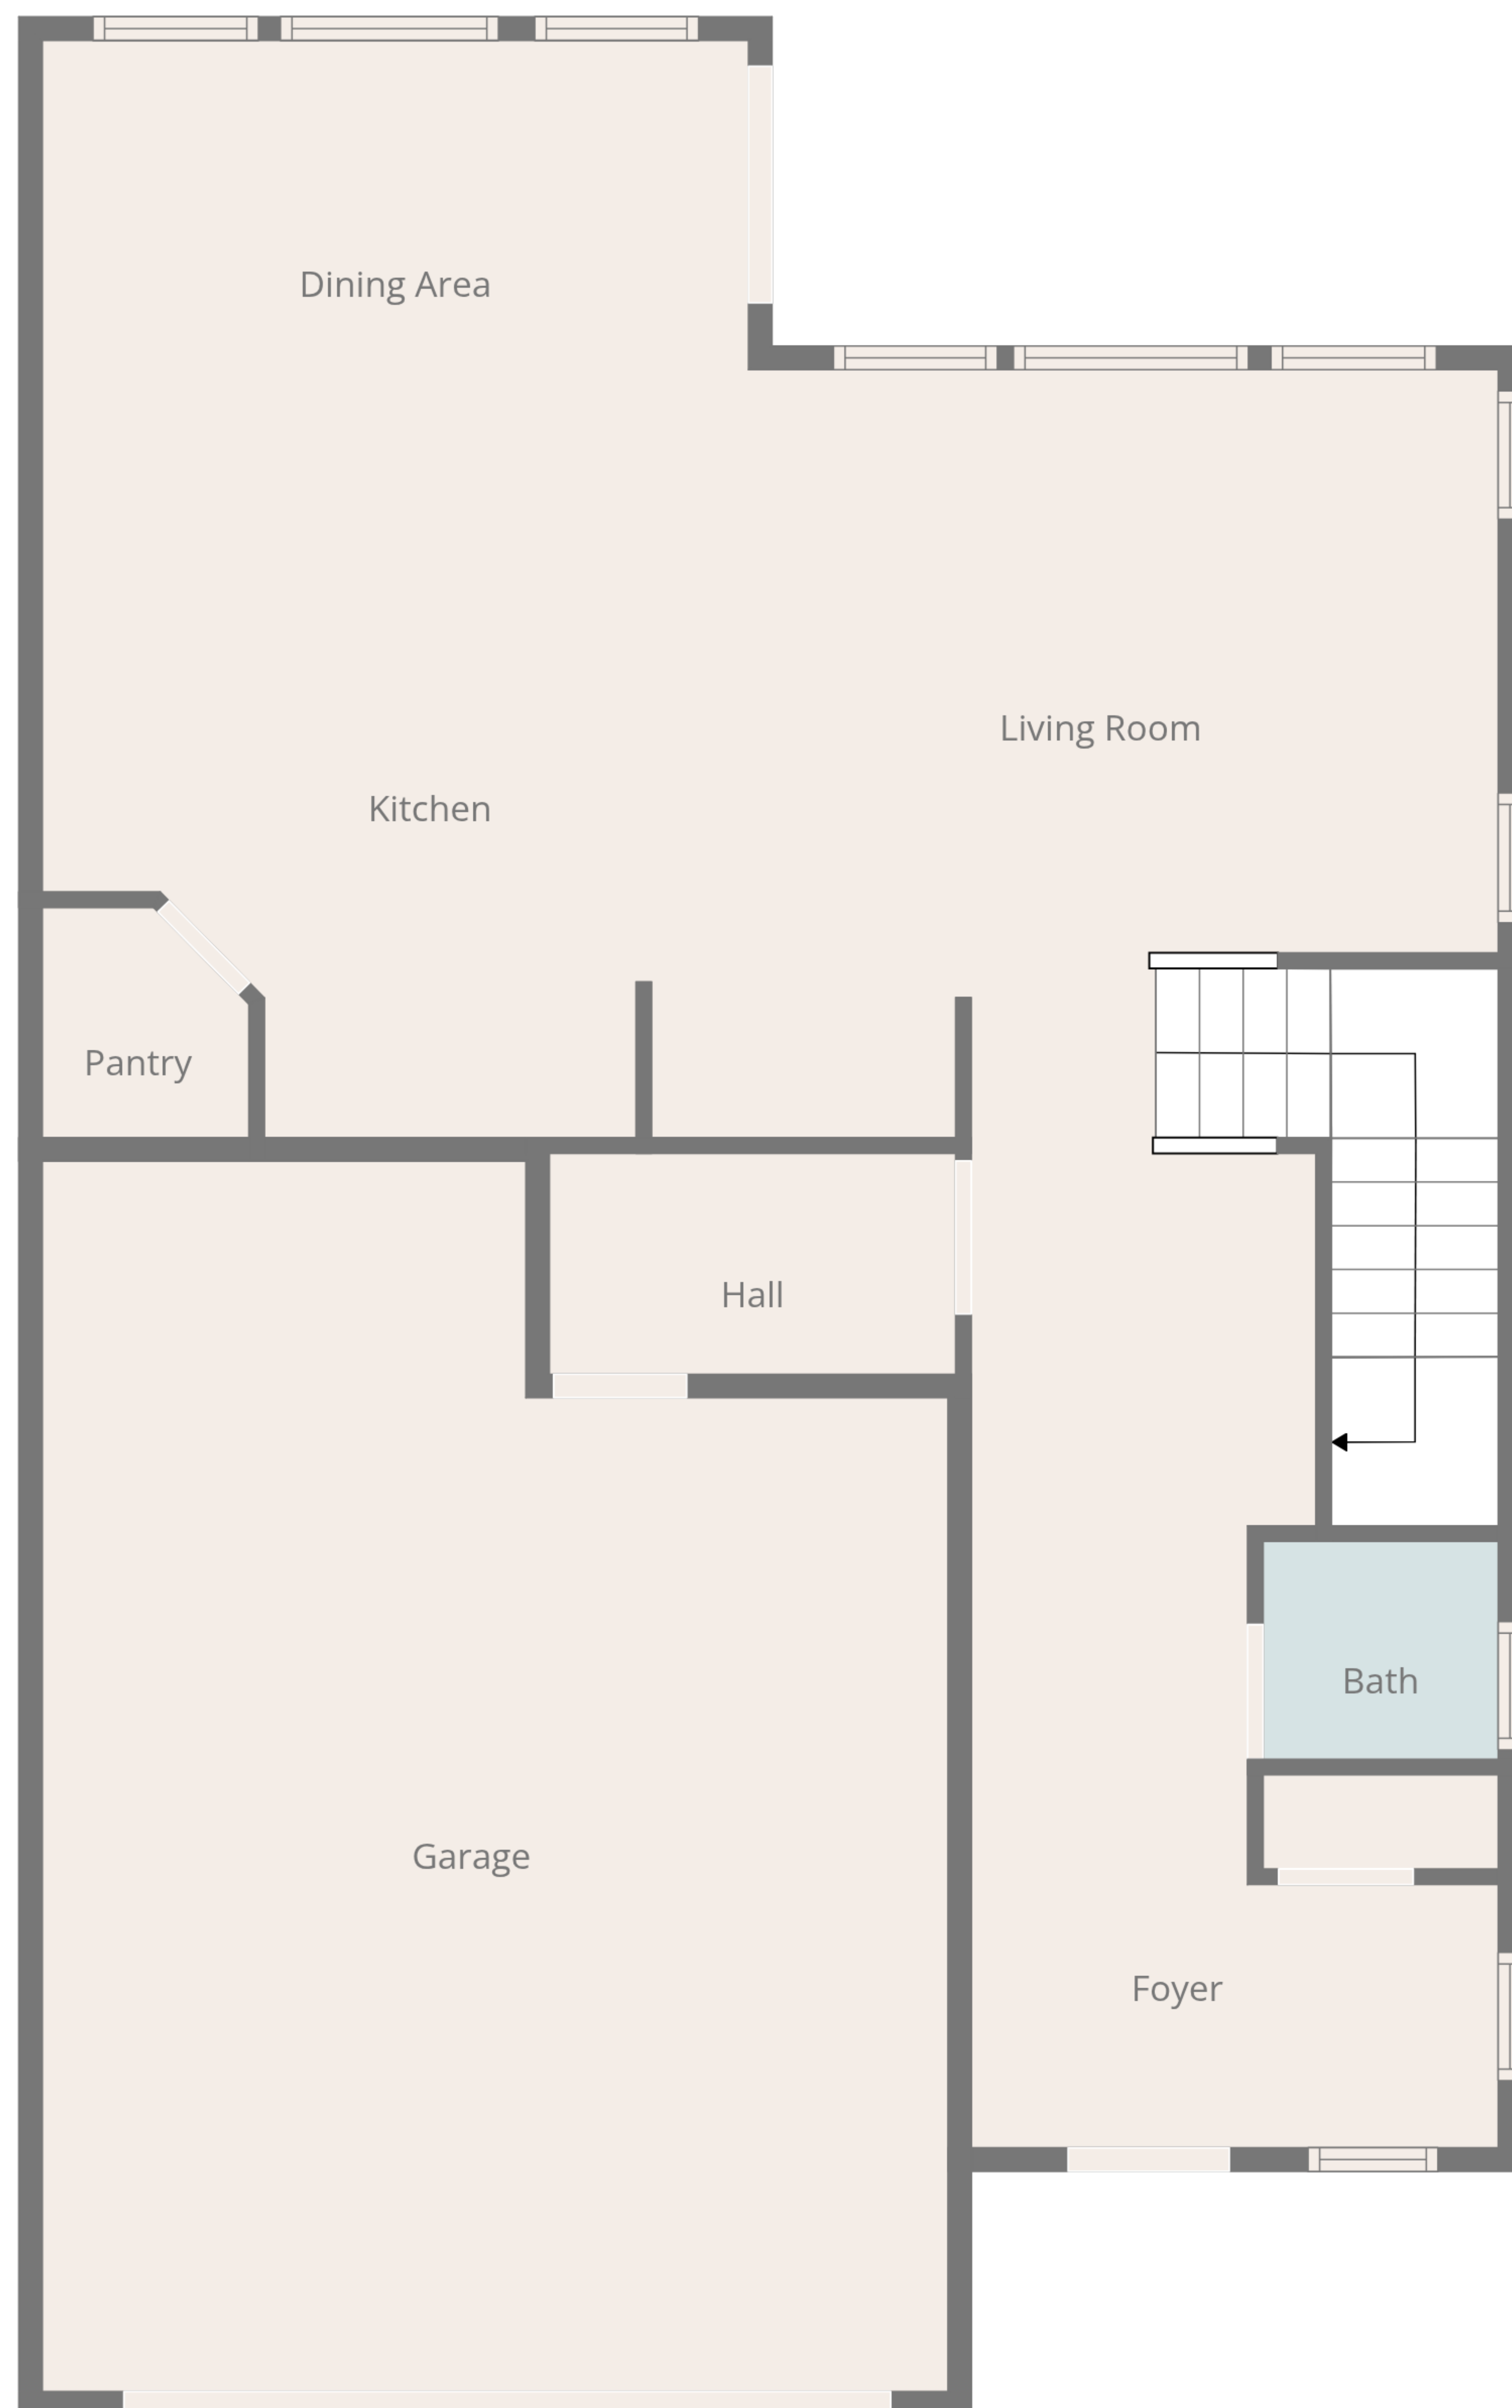 Dining Area
Living Room
Kitchen
Pantry
Hall
Bath
Garage
Foyer